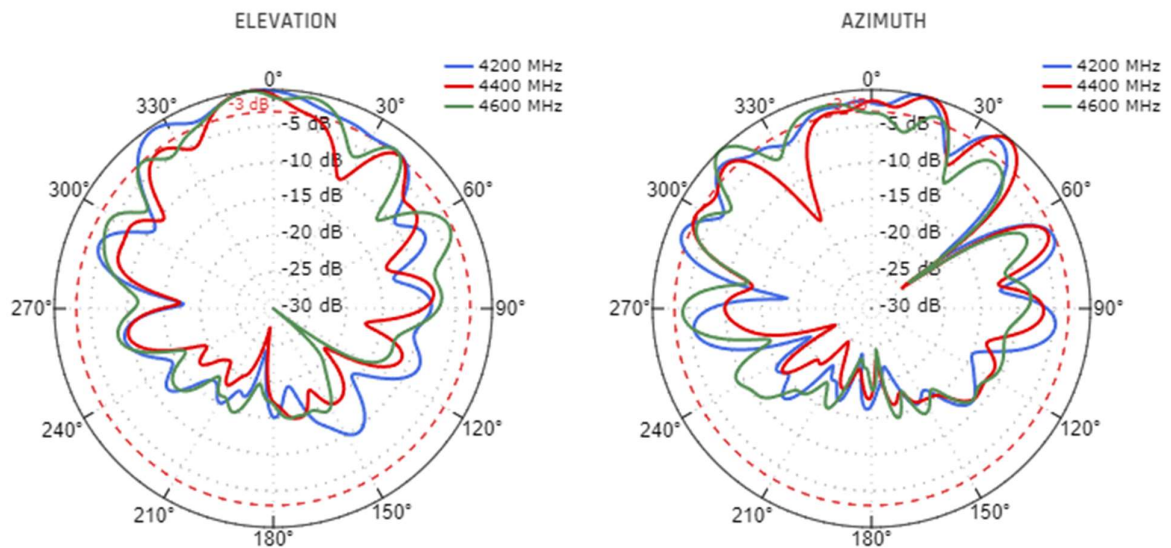 ELEVATION
4200 MHz
4400 MHz
4600 MHz
0°
30°
60°
90°
120°
150°
180°
210°
240°
270°
300°
330°
-3 dB
-5 dB
-10 dB
-15 dB
-20 dB
-25 dB
-30 dB
AZIMUTH
4200 MHz
4400 MHz
4600 MHz
0°
30°
60°
90°
120°
150°
180°
210°
240°
270°
300°
330°
-3 dB
-5 dB
-10 dB
-15 dB
-20 dB
-25 dB
-30 dB